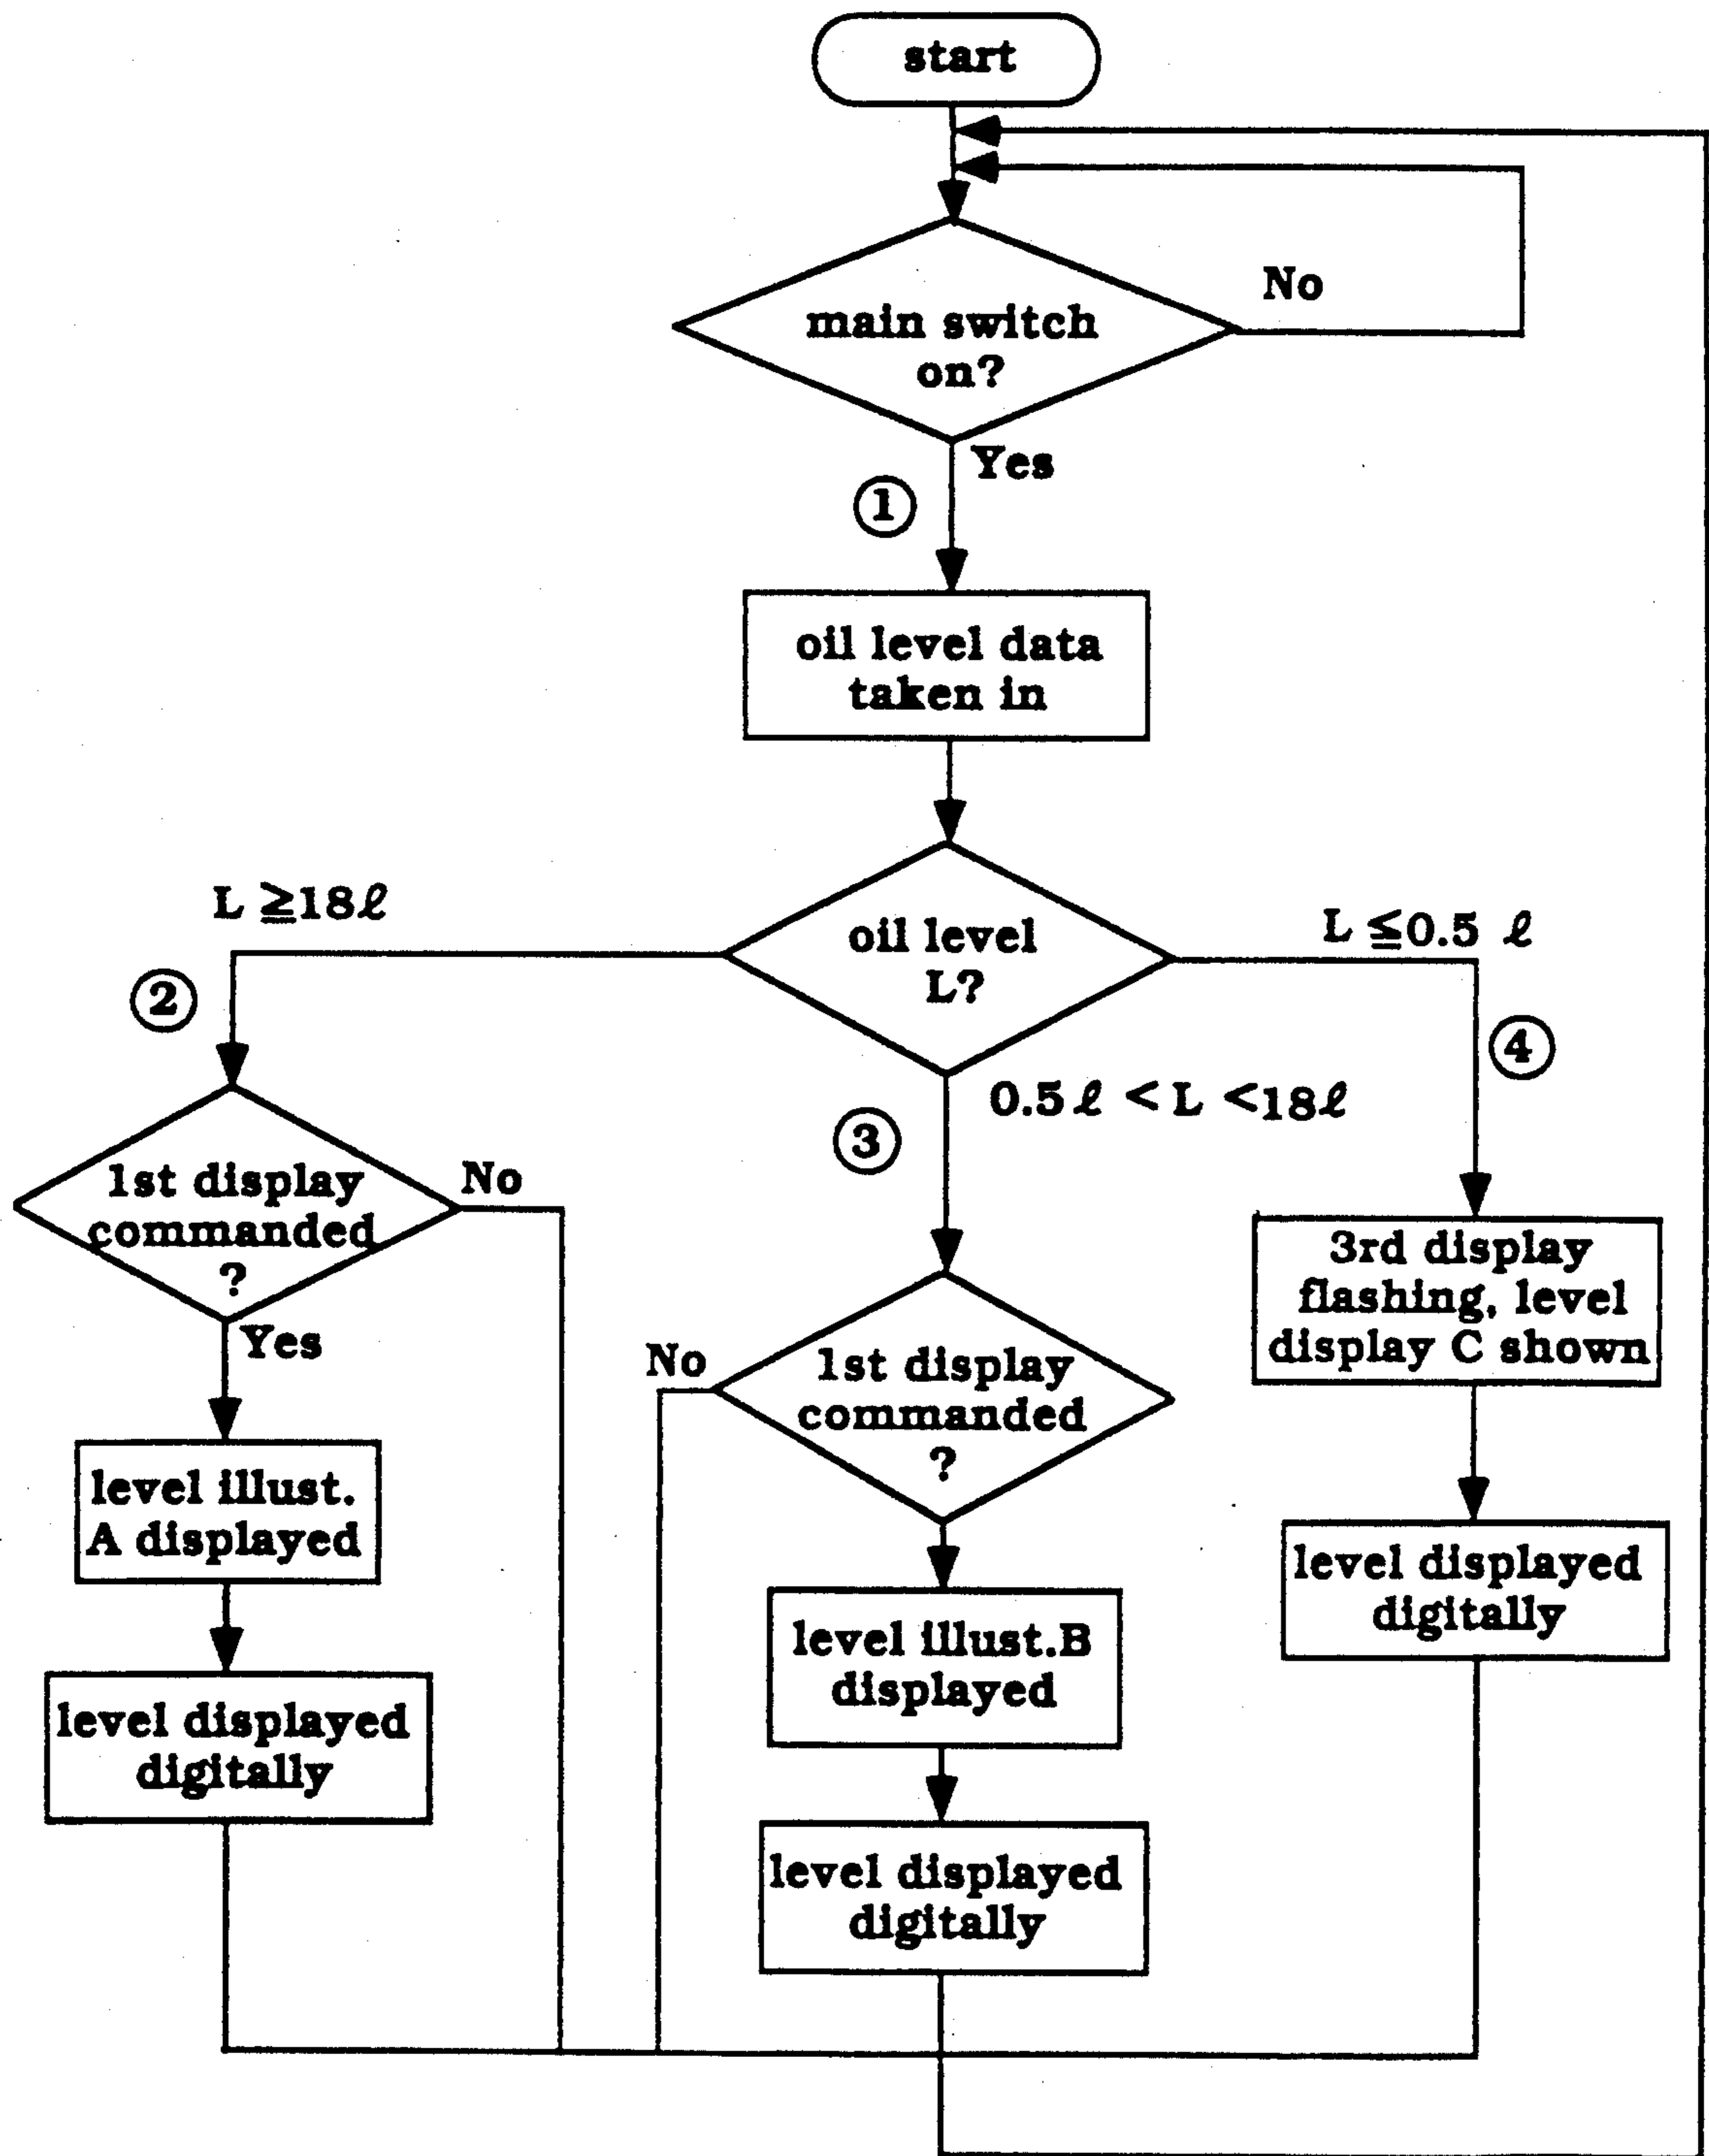 start
No
main switch
on?
Yes
①
oil level data
taken in
L ≧18ℓ
oil level
L?
L ≦0.5 ℓ
②
④
0.5ℓ < L <18ℓ
③
1st display
commanded
?
No
Yes
3rd display
flashing, level
display C shown
No
1st display
commanded
?
level illust.
A displayed
level displayed
digitally
level illust.B
displayed
level displayed
digitally
level displayed
digitally